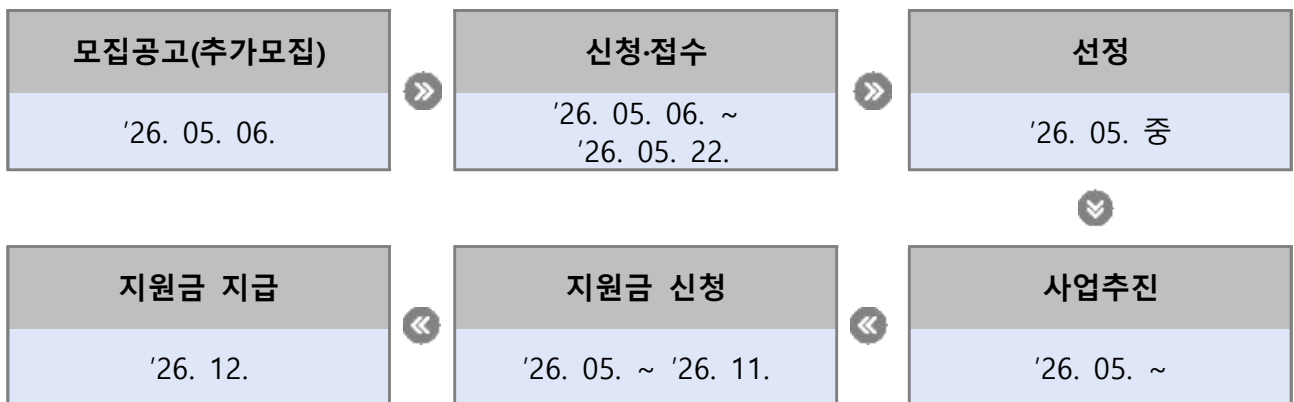 모집공고(추가모집)
'26. 05. 06.
신청·접수
'26. 05. 06. ~
'26. 05. 22.
선정
'26. 05. 중
사업추진
'26. 05. ~
지원금 신청
'26. 05. ~ '26. 11.
지원금 지급
'26. 12.